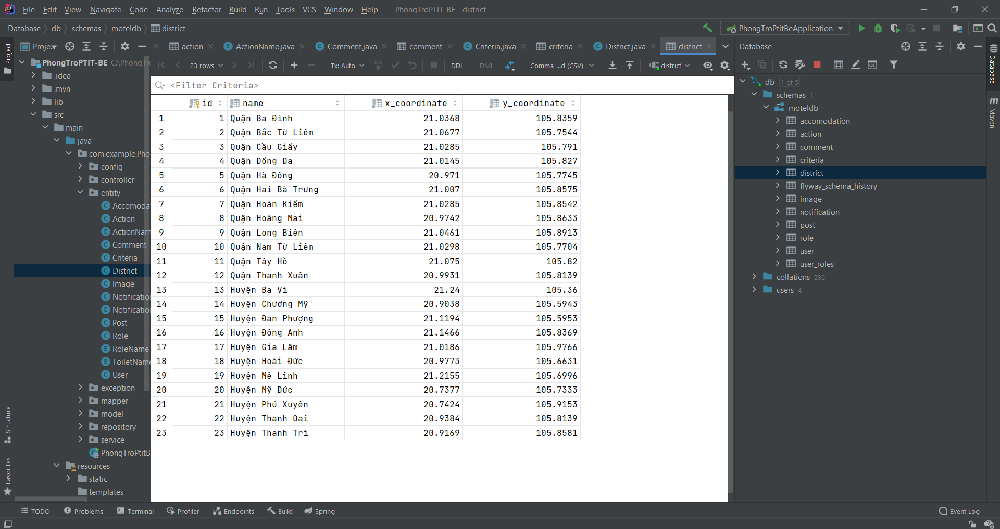 File Edit View Navigate Code Analyze Refactor Build Run Tools VCS Window Help PhongTroPTIT-BE - district
Database db schemas moteldb district PhongTroPtitBeApplication
Proje... action ActionName.java Comment.java comment Criteria.java criteria District.java district Database
23 rows Tx: Auto DB DDL DML Comma-...d (CSV) district QL
<Filter Criteria>
id name x_coordinate y_coordinate
1 1 Quận Ba Đình 21.0368 105.8359
2 2 Quận Bắc Từ Liêm 21.0677 105.7544
3 3 Quận Cầu Giấy 21.0285 105.791
4 4 Quận Đống Đa 21.0145 105.827
5 5 Quận Hà Đông 20.971 105.7745
6 6 Quận Hai Bà Trưng 21.007 105.8575
7 7 Quận Hoàn Kiếm 21.0285 105.8542
8 8 Quận Hoàng Mai 20.9742 105.8633
9 9 Quận Long Biên 21.0461 105.8913
10 10 Quận Nam Từ Liêm 21.0298 105.7704
11 11 Quận Tây Hồ 21.075 105.82
12 12 Quận Thanh Xuân 20.9931 105.8139
13 13 Huyện Ba Vì 21.24 105.36
14 14 Huyện Chương Mỹ 20.9038 105.5943
15 15 Huyện Đan Phượng 21.1194 105.5953
16 16 Huyện Đông Anh 21.1466 105.8369
17 17 Huyện Gia Lâm 21.0186 105.9766
18 18 Huyện Hoài Đức 20.9773 105.6631
19 19 Huyện Mê Linh 21.2155 105.6996
20 20 Huyện Mỹ Đức 20.7377 105.7333
21 21 Huyện Phú Xuyên 20.7424 105.9153
22 22 Huyện Thanh Oai 20.9384 105.8139
23 23 Huyện Thanh Trì 20.9169 105.8581
Project
Structure
Favorites
PhongTroPTIT-BE C:\PhongTr
.idea
.mvn
lib
src
main
java
com.example.Pho
config
controller
entity
Accomoda
Action
ActionNam
Comment
Criteria
District
Image
Notificatio
Notificatio
Post
Role
RoleName
ToiletName
User
exception
mapper
model
repository
service
PhongTroPtitB
resources
static
templates
db 1 of 5
schemas 1
moteldb
accomodation
action
comment
criteria
district
flyway_schema_history
image
notification
post
role
user
user_roles
collations 286
users 4
Database
m Maven
TODO Problems Terminal Profiler Endpoints Build Spring Event Log